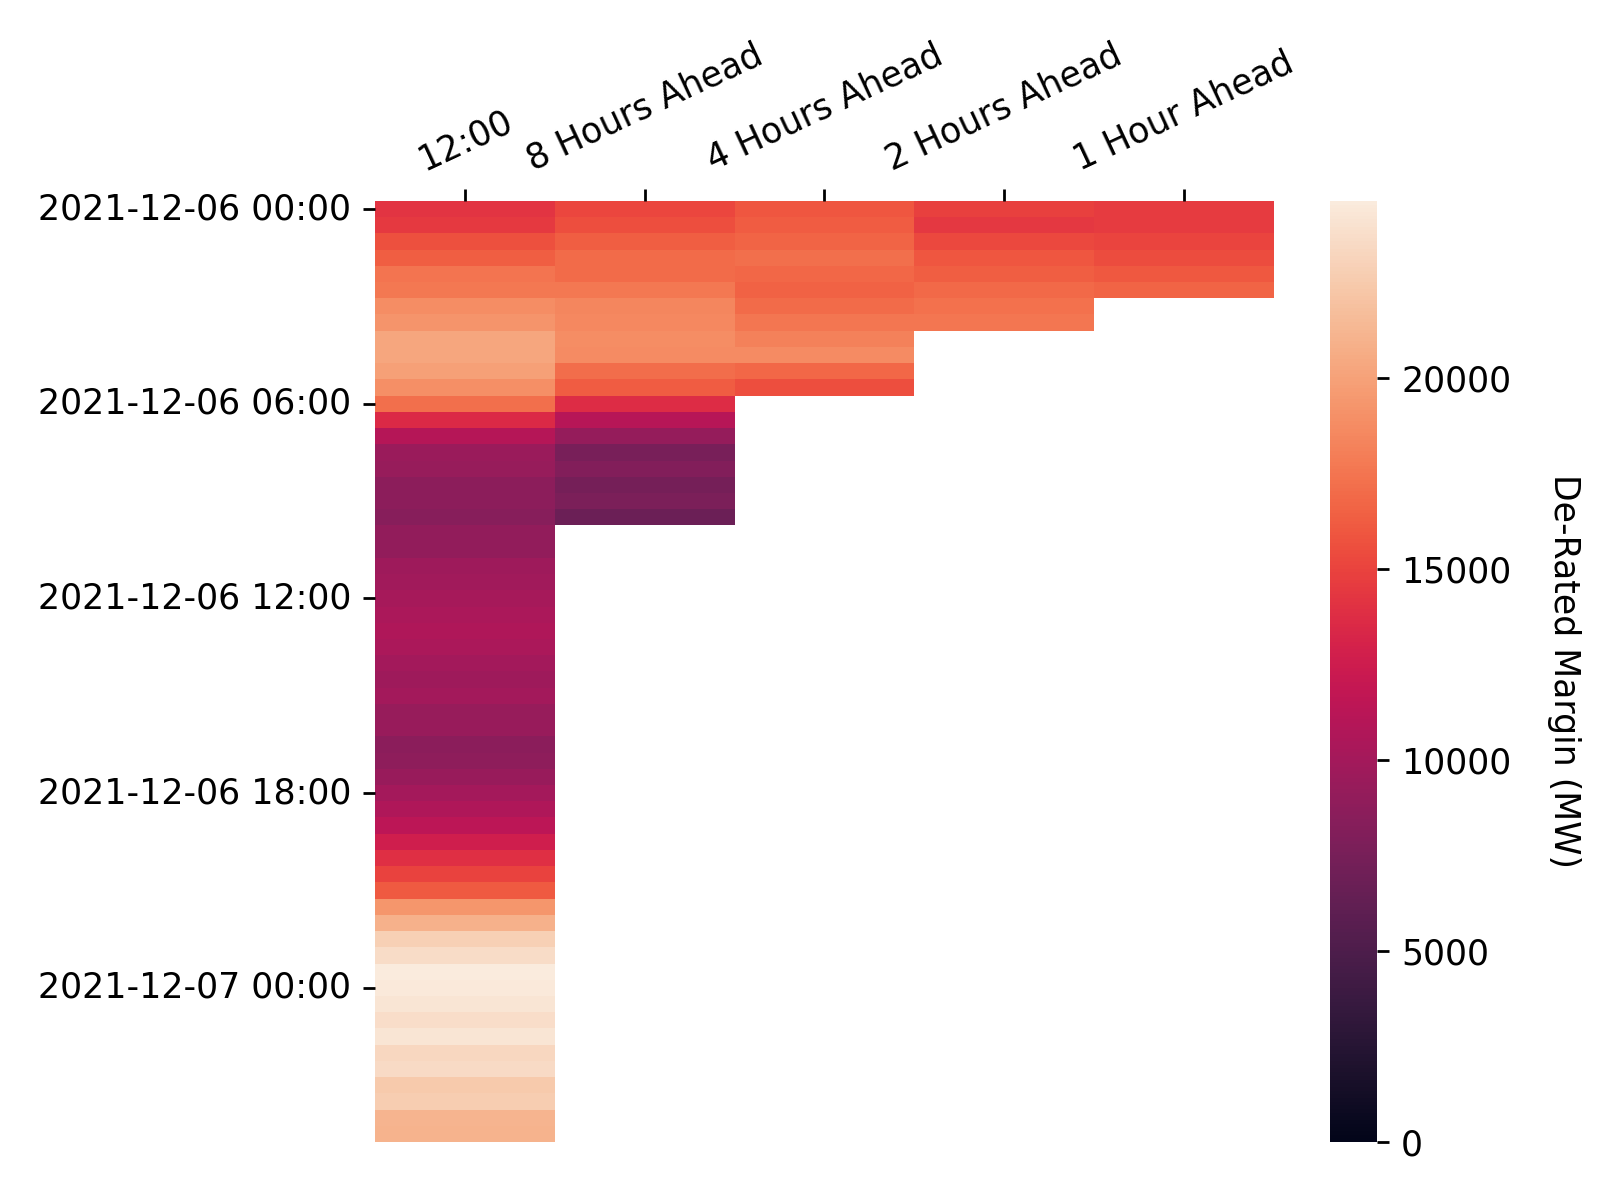 12:00
8 Hours Ahead
4 Hours Ahead
2 Hours Ahead
1 Hour Ahead
2021-12-06 00:00
2021-12-06 06:00
2021-12-06 12:00
2021-12-06 18:00
2021-12-07 00:00
20000
15000
10000
5000
0
De-Rated Margin (MW)